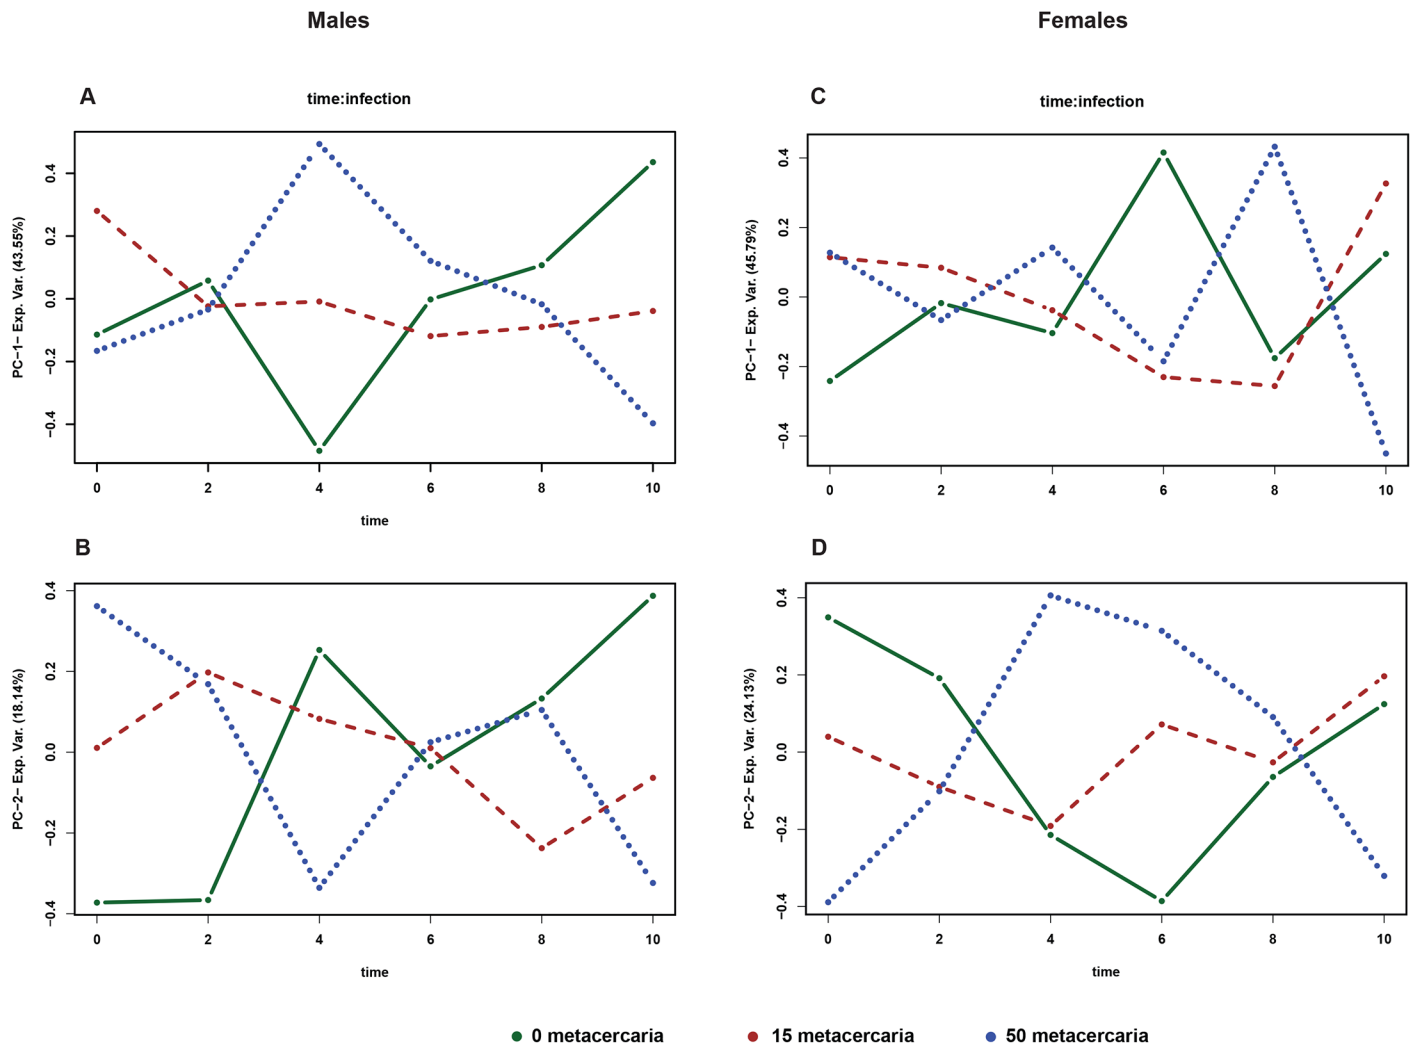 Males
Females
A
time:infection
PC−1− Exp. Var. (43.55%)
0.4
0.2
0.0
−0.2
−0.4
0 2 4 6 8 10
time
C
time:infection
PC−1− Exp. Var. (45.79%)
0.4
0.2
0.0
−0.2
−0.4
0 2 4 6 8 10
B
PC−2− Exp. Var. (18.14%)
0.4
0.2
0.0
−0.2
−0.4
0 2 4 6 8 10
time
D
PC−2− Exp. Var. (24.13%)
0.4
0.2
0.0
−0.2
−0.4
0 2 4 6 8 10
time
0 metacercaria 15 metacercaria 50 metacercaria